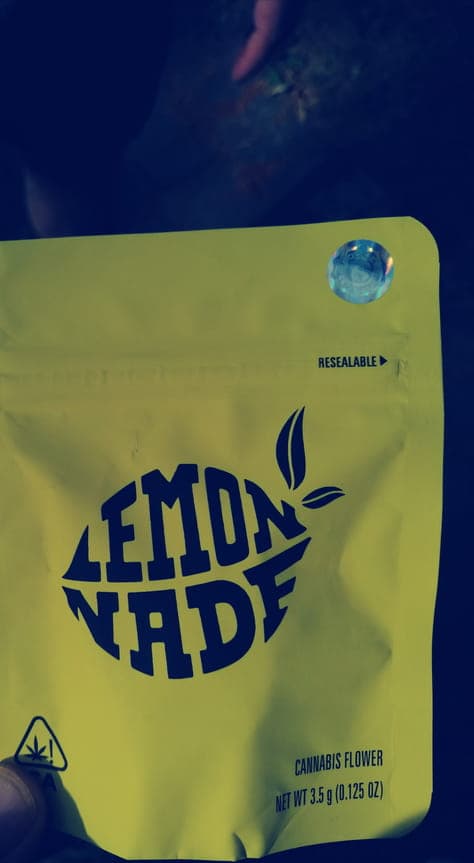 RESEALABLE
LEMON
NADE
CANNABIS FLOWER
NET WT 3.5 g (0.125 OZ)